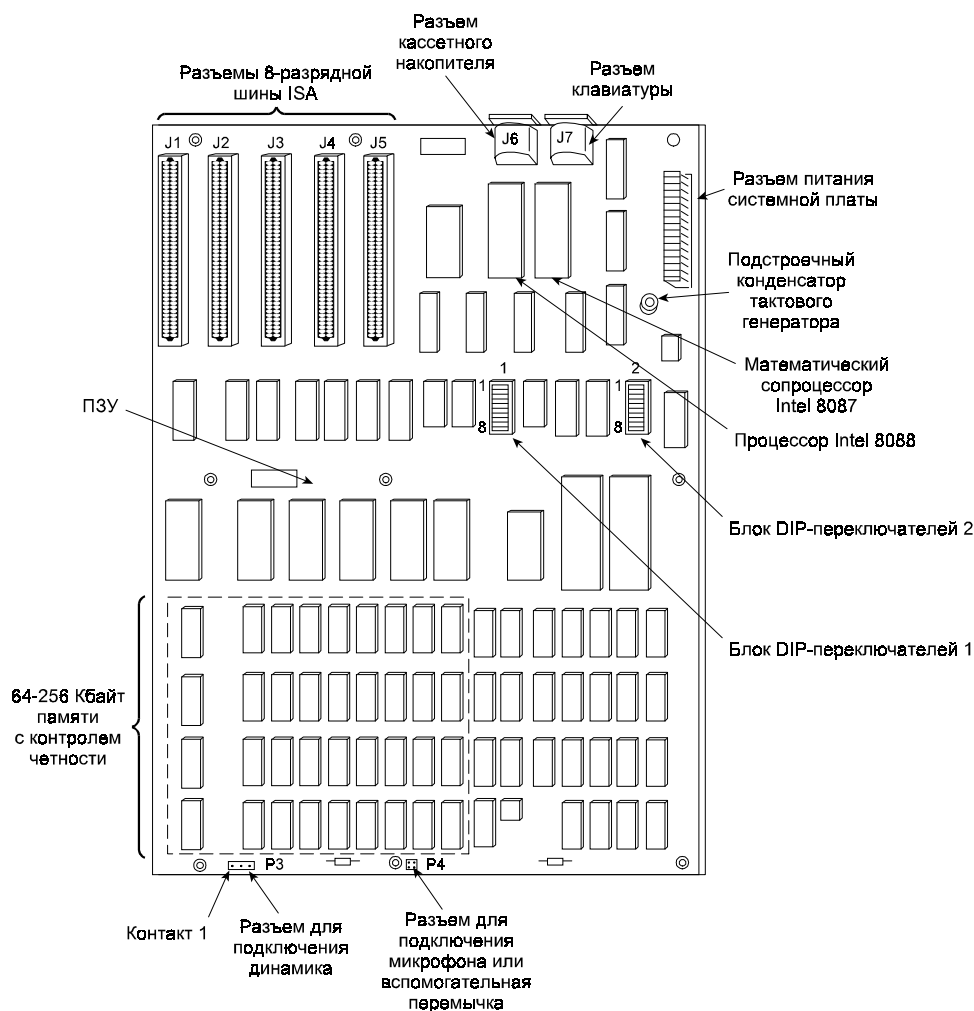 Разъем
кассетного
накопителя
Разъемы 8-разрядной
шины ISA
Разъем
клавиатуры
J1
J2
J3
J4
J5
J6
J7
Разъем питания
системной платы
Подстроечный
конденсатор
тактового
генератора
Математический
сопроцессор
Intel 8087
Процессор Intel 8088
1
1
8
2
1
8
ПЗУ
Блок DIP-переключателей 2
Блок DIP-переключателей 1
64-256 Кбайт
памяти
с контролем
четности
P3
P4
Контакт 1
Разъем для
подключения
динамика
Разъем для
подключения
микрофона или
вспомогательная
перемычка